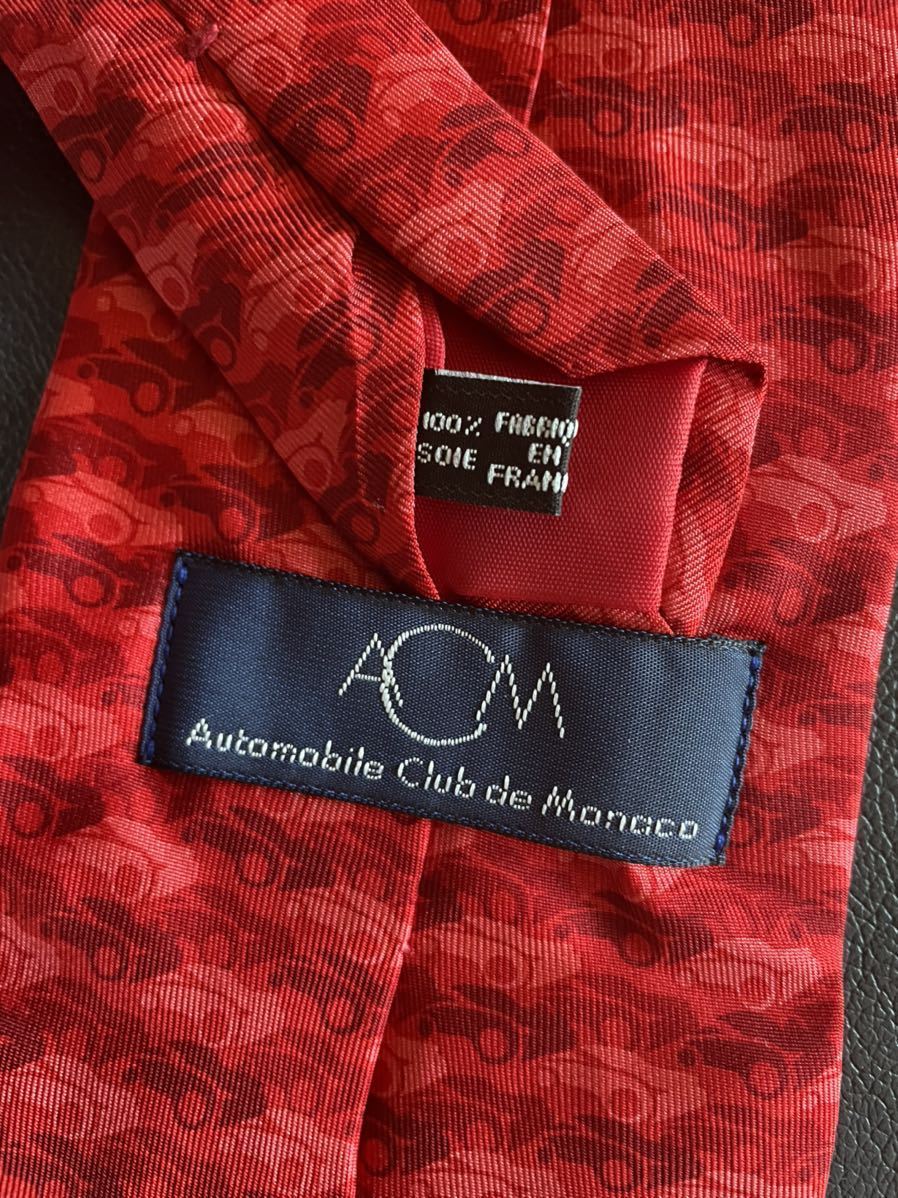 100% FABRIQ
SOIE EN
FRAN
ACM
Automobile Club de Monaco